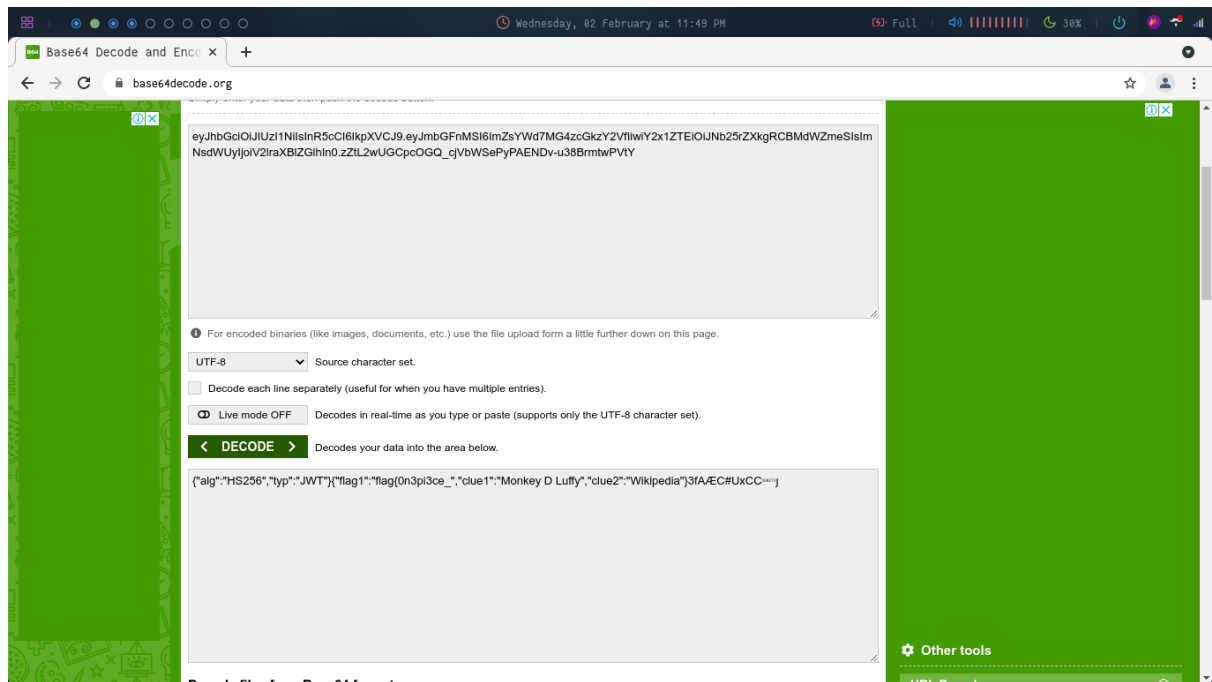 Wednesday, 02 February at 11:49 PM
Full
30%
B64
Base64 Decode and Enco
base64decode.org
eyJhbGciOiJIUzI1NiIsInR5cCI6IkpXVCJ9.eyJmbGFnMSI6ImZsYWd7MG4zcGkzY2VfIiwiY2x1ZTEiOiJNb25rZXkgRCBMdWZmeSIsIm
NsdWUyIjoiV2lraXBlZGlhIn0.zZtL2wUGCpcOGQ_cjVbWSePyPAENDv-u38BrmtwPVtY
For encoded binaries (like images, documents, etc.) use the file upload form a little further down on this page.
UTF-8
Source character set.
Decode each line separately (useful for when you have multiple entries).
Live mode OFF
Decodes in real-time as you type or paste (supports only the UTF-8 character set).
< DECODE >
Decodes your data into the area below.
{"alg":"HS256","typ":"JWT"}{"flag1":"flag{0n3pi3ce_","clue1":"Monkey D Luffy","clue2":"Wikipedia"}3fAÆC#UxCC
Other tools